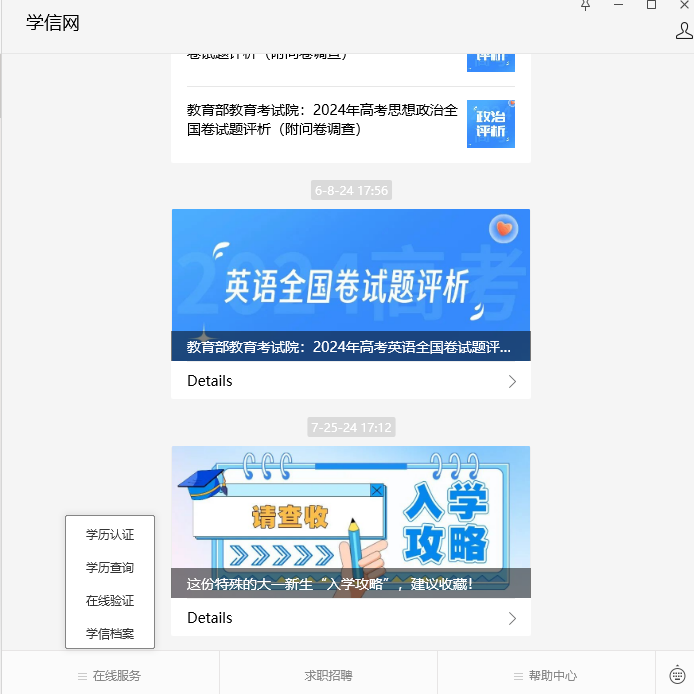 学信网
卷试题评析（附问卷调查）
评析
教育部教育考试院：2024年高考思想政治全
国卷试题评析（附问卷调查）
政治
评析
6-8-24 17:56
2024高考
英语全国卷试题评析
教育部教育考试院：2024年高考英语全国卷试题评...
Details
7-25-24 17:12
请查收
入学
攻略
这份特殊的大一新生“入学攻略”，建议收藏！
Details
学历认证
学历查询
在线验证
学信档案
在线服务
求职招聘
帮助中心